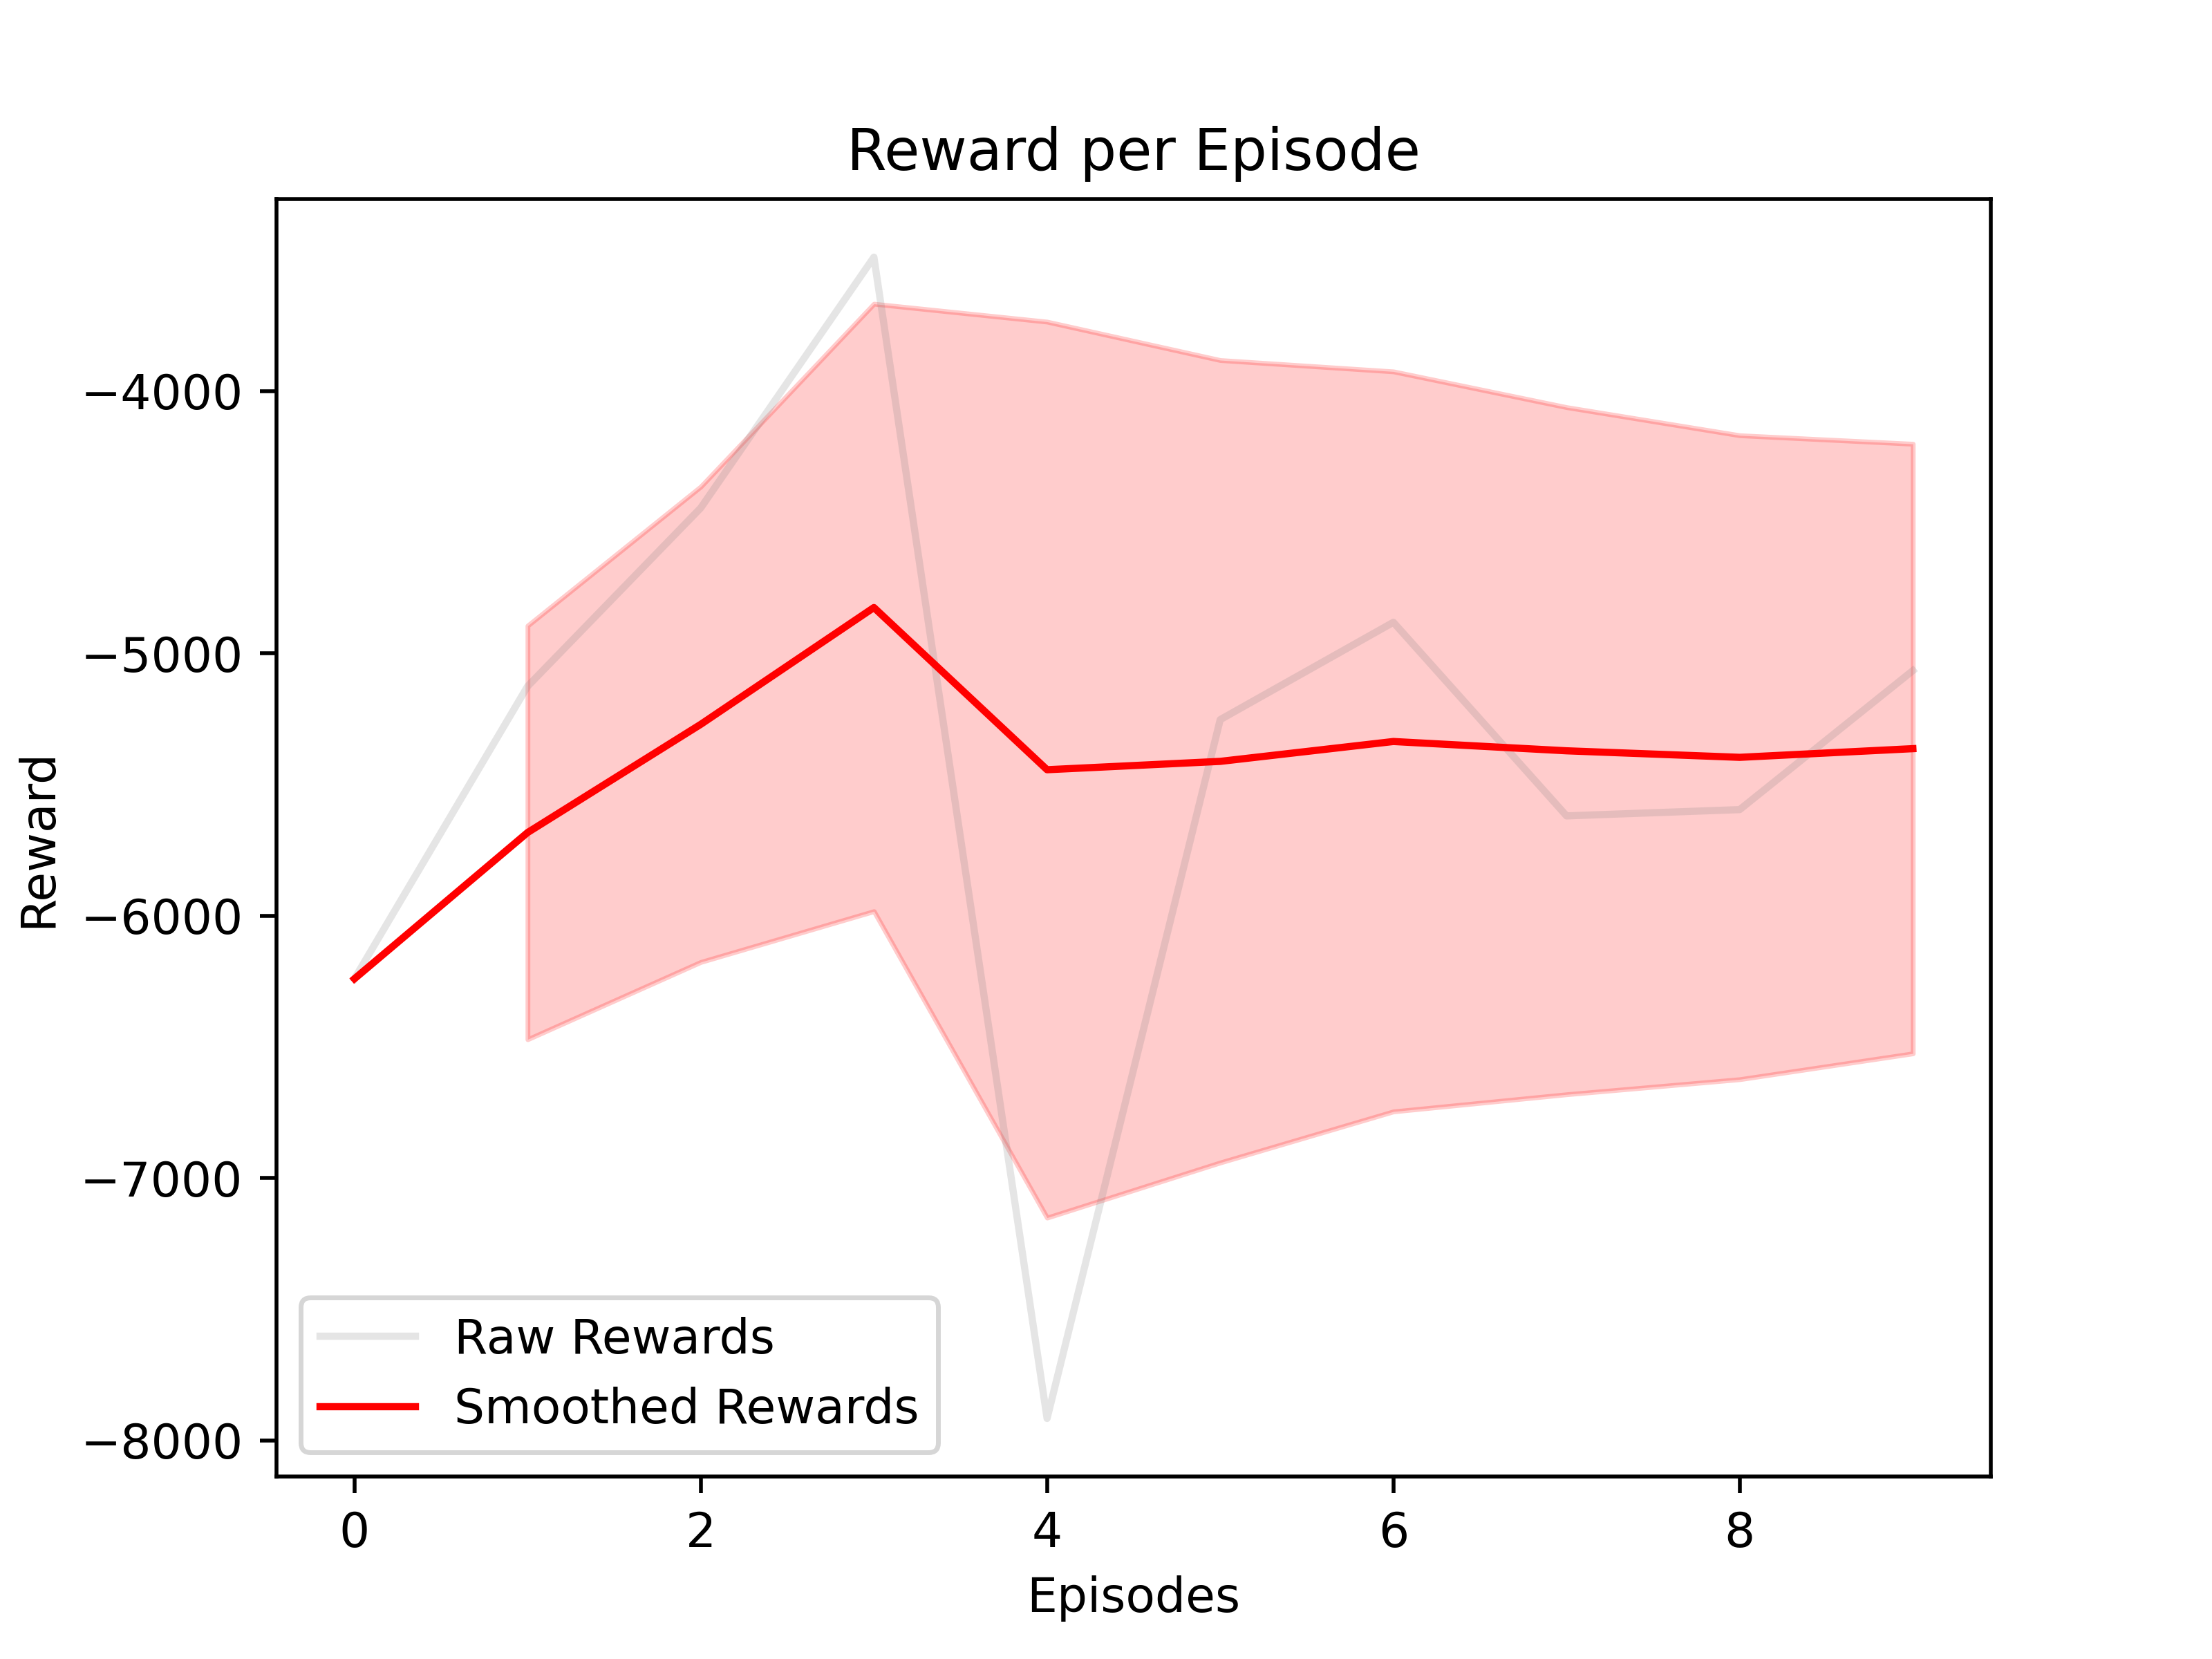 Reward per Episode
Reward
−4000
−5000
−6000
−7000
−8000
Raw Rewards
Smoothed Rewards
0 2 4 6 8
Episodes